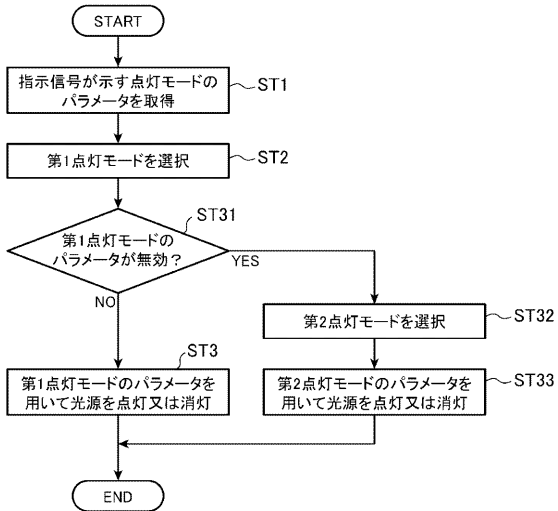 START
指示信号が示す点灯モードの
パラメータを取得
ST1
第1点灯モードを選択
ST2
ST31
第1点灯モードの
パラメータが無効？
YES
NO
第2点灯モードを選択
ST32
ST3
第1点灯モードのパラメータを
用いて光源を点灯又は消灯
第2点灯モードのパラメータを
用いて光源を点灯又は消灯
ST33
END